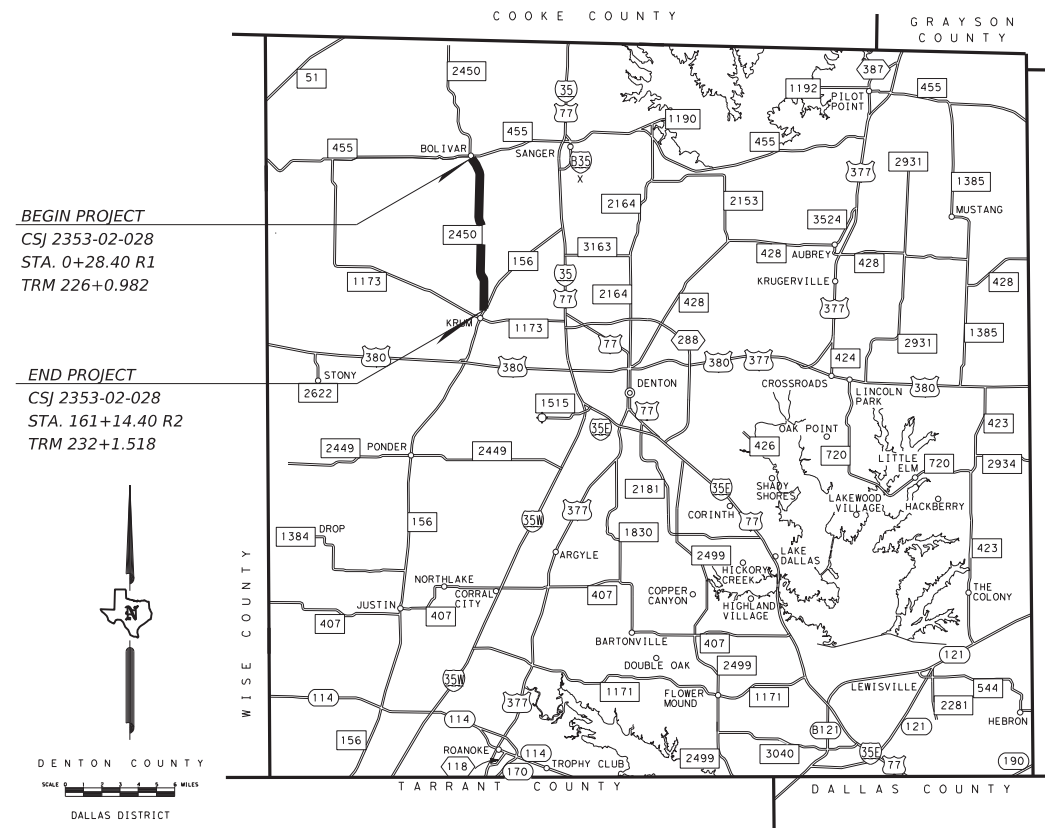 COOKE COUNTY
GRAYSON
COUNTY
387
51
2450
35
77
1192
PILOT
POINT
455
1190
455
455
BOLIVAR
SANGER
B35
X
455
377
2931
1385
BEGIN PROJECT
CSJ 2353-02-028
STA. 0+28.40 R1
TRM 226+0.982
2164
2153
3524
MUSTANG
2450
156
3163
428
AUBREY
428
1173
35
77
2164
428
KRUGERVILLE
377
428
KRUM
1173
77
288
1385
2931
END PROJECT
CSJ 2353-02-028
STA. 161+14.40 R2
TRM 232+1.518
380
380
380
377
424
STONY
2622
CROSSROADS
380
DENTON
LINCOLN
PARK
1515
77
35E
423
OAK POINT
PONDER
2449
2449
426
720
LITTLE
ELM
720
2934
2181
35E
SHADY
SHORES
LAKEWOOD
VILLAGE
HACKBERRY
CORINTH
77
1384
DROP
156
35W
377
1830
423
ARGYLE
2499
LAKE
DALLAS
HICKORY
CREEK
NORTHLAKE
CORRAL
CITY
407
COPPER
CANYON
HIGHLAND
VILLAGE
THE
COLONY
JUSTIN
407
407
WISE COUNTY
BARTONVILLE
407
DOUBLE OAK
2499
121
35W
1171
FLOWER
MOUND
1171
LEWISVILLE
544
2281
114
377
114
HEBRON
B121
121
156
ROANOKE
114
118
170
TROPHY CLUB
2499
3040
35E
77
190
N
DENTON COUNTY
SCALE 0 1 2 3 4 5 6 MILES
DALLAS DISTRICT
TARRANT COUNTY
DALLAS COUNTY